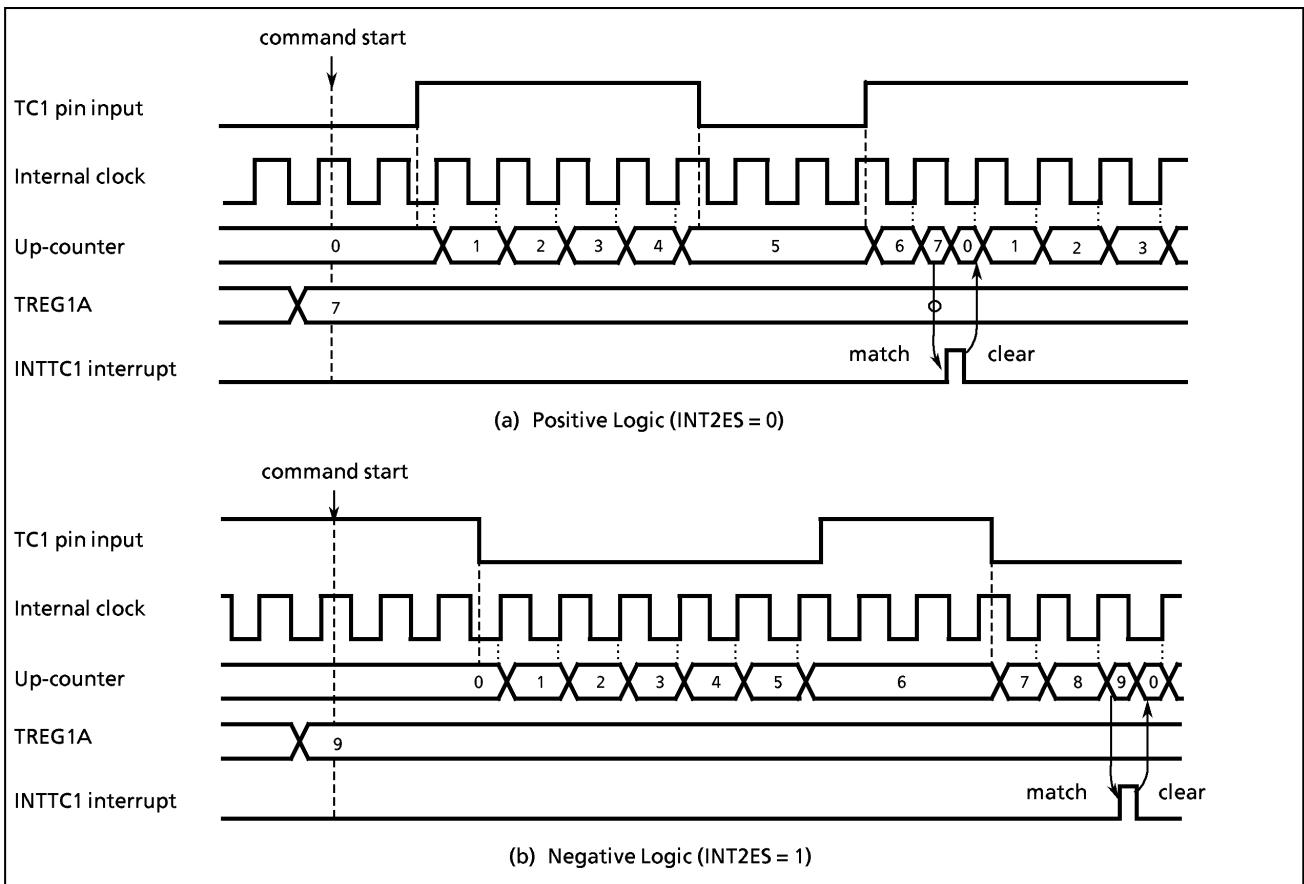 command start
TC1 pin input
Internal clock
Up-counter 0 1 2 3 4 5 6 7 0 1 2 3
TREG1A 7
match clear
INTTC1 interrupt
(a) Positive Logic (INT2ES = 0)
command start
TC1 pin input
Internal clock
Up-counter 0 1 2 3 4 5 6 7 8 9 0
TREG1A 9
INTTC1 interrupt match clear
(b) Negative Logic (INT2ES = 1)